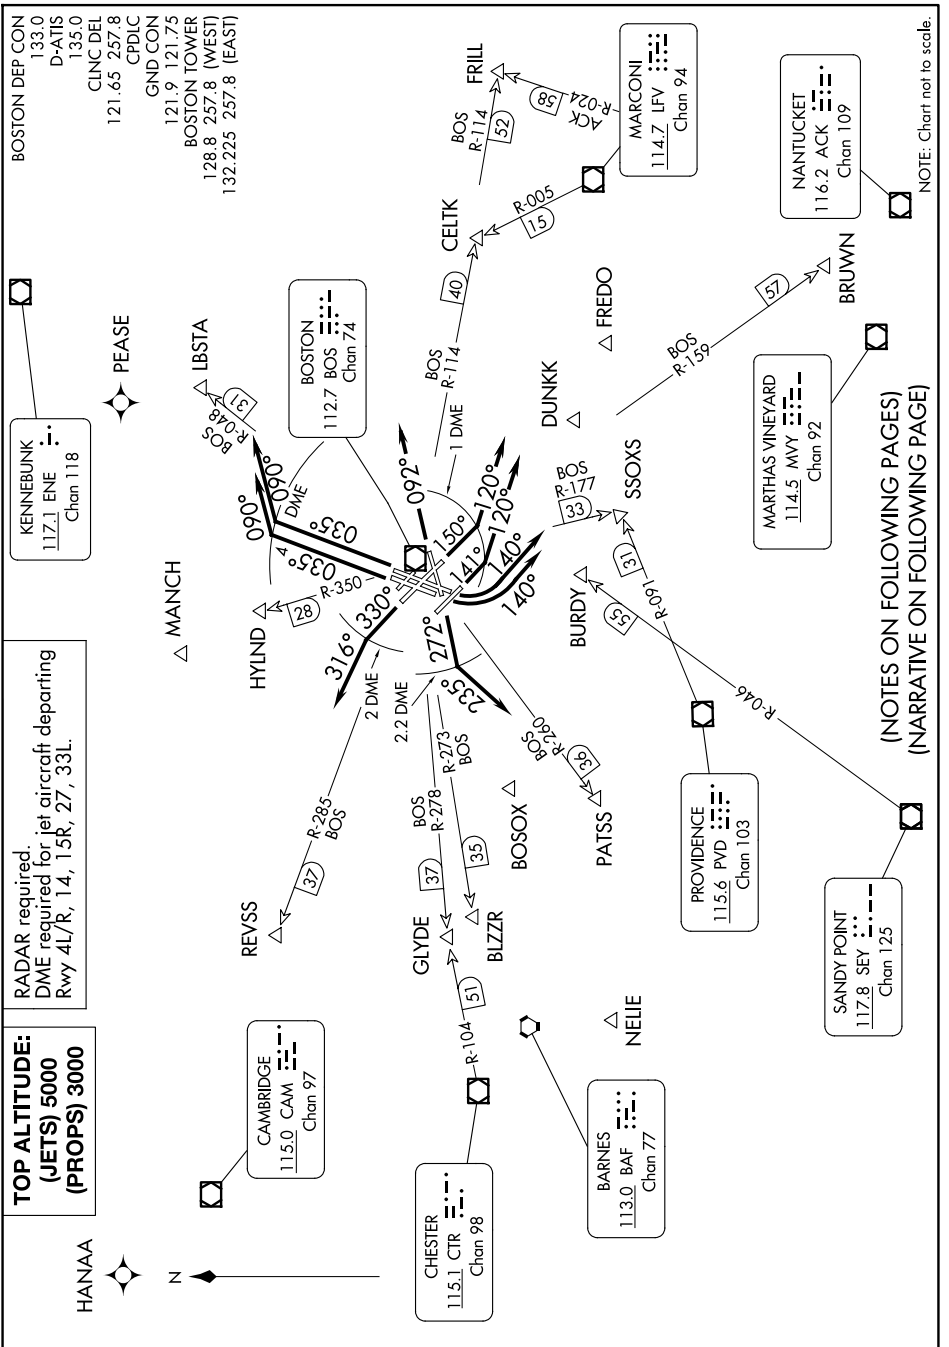 TOP ALTITUDE:
(JETS) 5000
(PROPS) 3000
RADAR required.
DME required for jet aircraft departing
Rwy 4L/R, 14, 15R, 27, 33L.
BOSTON DEP CON
133.0
D-ATIS
135.0
CLNC DEL
121.65 257.8
CPDLC
GND CON
121.9 121.75
BOSTON TOWER
128.8 257.8 (WEST)
132.225 257.8 (EAST)
HANAA
N
KENNEBUNK
117.1 ENE
Chan 118
PEASE
MANCH
LBSTA
31
BOS
R-048
CAMBRIDGE
115.0 CAM
Chan 97
REVSS
37
R-285
BOS
HYLND
28
R-350
4 DME
090°
090°
035°
035°
BOSTON
112.7 BOS
Chan 74
330°
316°
2 DME
2.2 DME
272°
235°
092°
1 DME
150°
120°
141°
120°
140°
140°
BOS
R-114
40
CELTK
BOS
R-114
52
FRILL
58
ACK
R-024
R-005
15
MARCONI
114.7 LFV
Chan 94
CHESTER
115.1 CTR
Chan 98
R-104
51
GLYDE
37
BOS
R-278
R-273
BOS
35
BLZZR
BOSOX
BOS
R-260
36
PATSS
BARNES
113.0 BAF
Chan 77
NELIE
BURDY
55
R-046
BOS
R-177
33
SSOXS
31
R-091
DUNKK
FREDO
BOS
R-159
57
BRUWN
NANTUCKET
116.2 ACK
Chan 109
MARTHAS VINEYARD
114.5 MVY
Chan 92
PROVIDENCE
115.6 PVD
Chan 103
SANDY POINT
117.8 SEY
Chan 125
(NOTES ON FOLLOWING PAGES)
(NARRATIVE ON FOLLOWING PAGE)
NOTE: Chart not to scale.